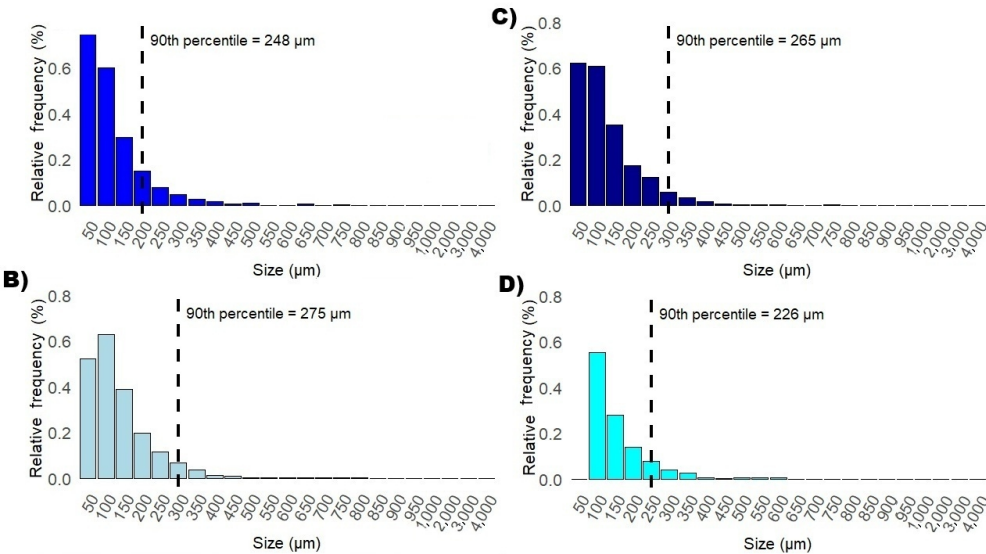 90th percentile = 248 µm
Relative frequency (%)
0.6
0.4
0.2
0.0
50 100 150 200 250 300 350 400 450 500 550 600 650 700 750 800 850 900 950 1,000 2,000 3,000 4,000
Size (µm)
C)
90th percentile = 265 µm
Relative frequency (%)
0.8
0.6
0.4
0.2
0.0
50 100 150 200 250 300 350 400 450 500 550 600 650 700 750 800 850 900 950 1,000 2,000 3,000 4,000
Size (µm)
B)
90th percentile = 275 µm
Relative frequency (%)
0.8
0.6
0.4
0.2
0.0
50 100 150 200 250 300 350 400 450 500 550 600 650 700 750 800 850 900 950 1,000 2,000 3,000 4,000
Size (µm)
D)
90th percentile = 226 µm
Relative frequency (%)
0.8
0.6
0.4
0.2
0.0
50 100 150 200 250 300 350 400 450 500 550 600 650 700 750 800 850 900 950 1,000 2,000 3,000 4,000
Size (µm)